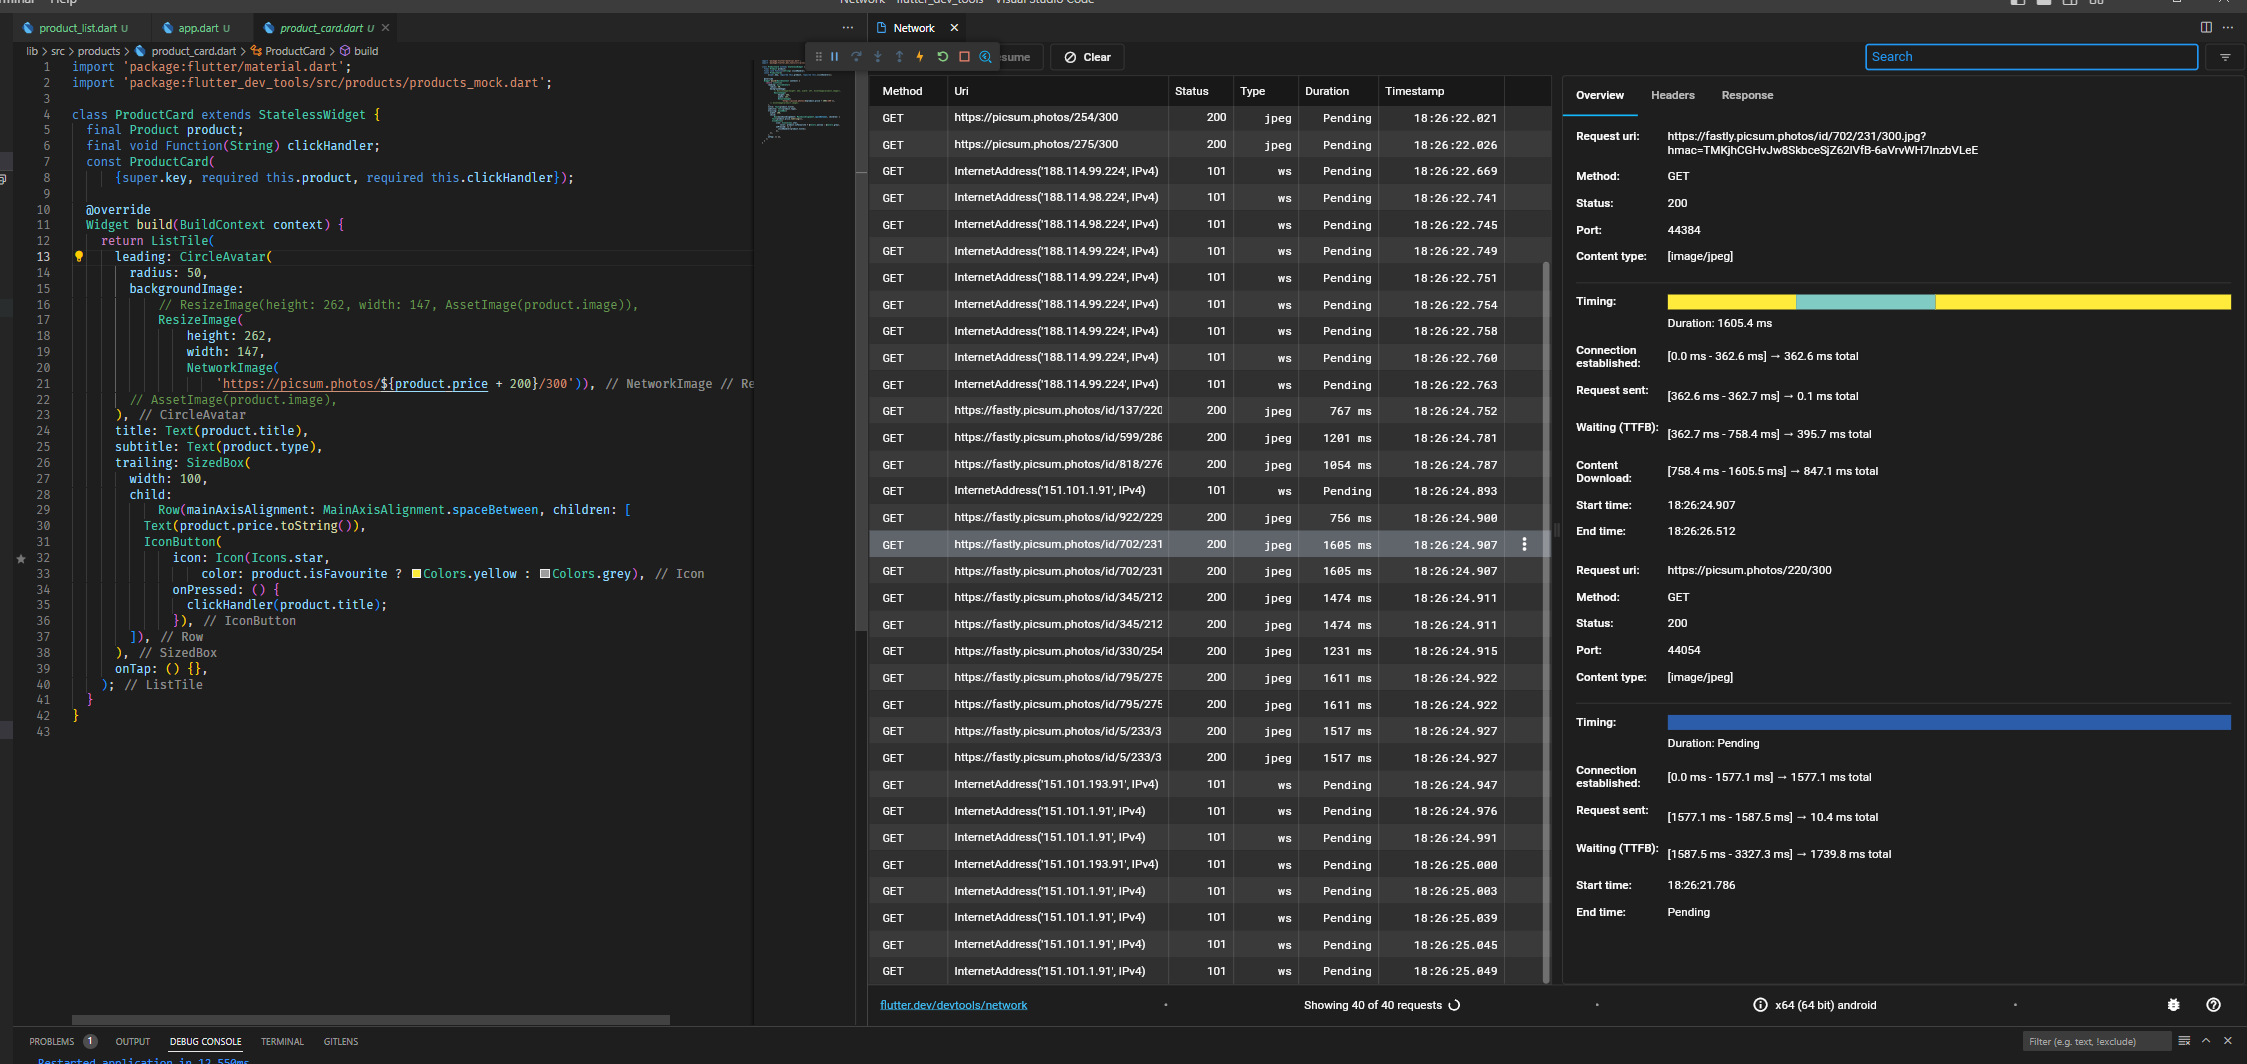 Help
Network - flutter_dev_tools - Visual Studio Code
product_list.dart U
app.dart U
product_card.dart U
lib > src > products > product_card.dart > ProductCard > build
1 import 'package:flutter/material.dart';
2 import 'package:flutter_dev_tools/src/products/products_mock.dart';
3
4 class ProductCard extends StatelessWidget {
5 final Product product;
6 final void Function(String) clickHandler;
7 const ProductCard(
8 {super.key, required this.product, required this.clickHandler});
9
10 @override
11 Widget build(BuildContext context) {
12 return ListTile(
13 leading: CircleAvatar(
14 radius: 50,
15 backgroundImage:
16 // ResizeImage(height: 262, width: 147, AssetImage(product.image)),
17 ResizeImage(
18 height: 262,
19 width: 147,
20 NetworkImage(
21 'https://picsum.photos/${product.price + 200}/300')), // NetworkImage // Re
22 // AssetImage(product.image),
23 ), // CircleAvatar
24 title: Text(product.title),
25 subtitle: Text(product.type),
26 trailing: SizedBox(
27 width: 100,
28 child:
29 Row(mainAxisAlignment: MainAxisAlignment.spaceBetween, children: [
30 Text(product.price.toString()),
31 IconButton(
32 icon: Icon(Icons.star,
33 color: product.isFavourite ? Colors.yellow : Colors.grey), // Icon
34 onPressed: () {
35 clickHandler(product.title);
36 }), // IconButton
37 ]), // Row
38 ), // SizedBox
39 onTap: () {},
40 ); // ListTile
41 }
42 }
43
Network
sume
Clear
Search
Method Uri Status Type Duration Timestamp
GET https://picsum.photos/254/300 200 jpeg Pending 18:26:22.021
GET https://picsum.photos/275/300 200 jpeg Pending 18:26:22.026
GET InternetAddress('188.114.99.224', IPv4) 101 ws Pending 18:26:22.669
GET InternetAddress('188.114.98.224', IPv4) 101 ws Pending 18:26:22.741
GET InternetAddress('188.114.98.224', IPv4) 101 ws Pending 18:26:22.745
GET InternetAddress('188.114.99.224', IPv4) 101 ws Pending 18:26:22.749
GET InternetAddress('188.114.99.224', IPv4) 101 ws Pending 18:26:22.751
GET InternetAddress('188.114.99.224', IPv4) 101 ws Pending 18:26:22.754
GET InternetAddress('188.114.99.224', IPv4) 101 ws Pending 18:26:22.758
GET InternetAddress('188.114.99.224', IPv4) 101 ws Pending 18:26:22.760
GET InternetAddress('188.114.99.224', IPv4) 101 ws Pending 18:26:22.763
GET https://fastly.picsum.photos/id/137/220 200 jpeg 767 ms 18:26:24.752
GET https://fastly.picsum.photos/id/599/286 200 jpeg 1201 ms 18:26:24.781
GET https://fastly.picsum.photos/id/818/276 200 jpeg 1054 ms 18:26:24.787
GET InternetAddress('151.101.1.91', IPv4) 101 ws Pending 18:26:24.893
GET https://fastly.picsum.photos/id/922/229 200 jpeg 756 ms 18:26:24.900
GET https://fastly.picsum.photos/id/702/231 200 jpeg 1605 ms 18:26:24.907
GET https://fastly.picsum.photos/id/702/231 200 jpeg 1605 ms 18:26:24.907
GET https://fastly.picsum.photos/id/345/212 200 jpeg 1474 ms 18:26:24.911
GET https://fastly.picsum.photos/id/345/212 200 jpeg 1474 ms 18:26:24.911
GET https://fastly.picsum.photos/id/330/254 200 jpeg 1231 ms 18:26:24.915
GET https://fastly.picsum.photos/id/795/275 200 jpeg 1611 ms 18:26:24.922
GET https://fastly.picsum.photos/id/795/275 200 jpeg 1611 ms 18:26:24.922
GET https://fastly.picsum.photos/id/5/233/3 200 jpeg 1517 ms 18:26:24.927
GET https://fastly.picsum.photos/id/5/233/3 200 jpeg 1517 ms 18:26:24.927
GET InternetAddress('151.101.193.91', IPv4) 101 ws Pending 18:26:24.947
GET InternetAddress('151.101.1.91', IPv4) 101 ws Pending 18:26:24.976
GET InternetAddress('151.101.1.91', IPv4) 101 ws Pending 18:26:24.991
GET InternetAddress('151.101.193.91', IPv4) 101 ws Pending 18:26:25.000
GET InternetAddress('151.101.1.91', IPv4) 101 ws Pending 18:26:25.003
GET InternetAddress('151.101.1.91', IPv4) 101 ws Pending 18:26:25.039
GET InternetAddress('151.101.1.91', IPv4) 101 ws Pending 18:26:25.045
GET InternetAddress('151.101.1.91', IPv4) 101 ws Pending 18:26:25.049
Overview Headers Response
Request uri: https://fastly.picsum.photos/id/702/231/300.jpg?
hmac=TMKjhCGHvJw8SkbceSjZ62IVfB-6aVrvWH7InzbVLeE
Method: GET
Status: 200
Port: 44384
Content type: [image/jpeg]
Timing:
Duration: 1605.4 ms
Connection established: [0.0 ms - 362.6 ms] → 362.6 ms total
Request sent: [362.6 ms - 362.7 ms] → 0.1 ms total
Waiting (TTFB): [362.7 ms - 758.4 ms] → 395.7 ms total
Content Download: [758.4 ms - 1605.5 ms] → 847.1 ms total
Start time: 18:26:24.907
End time: 18:26:26.512
Request uri: https://picsum.photos/220/300
Method: GET
Status: 200
Port: 44054
Content type: [image/jpeg]
Timing:
Duration: Pending
Connection established: [0.0 ms - 1577.1 ms] → 1577.1 ms total
Request sent: [1577.1 ms - 1587.5 ms] → 10.4 ms total
Waiting (TTFB): [1587.5 ms - 3327.3 ms] → 1739.8 ms total
Start time: 18:26:21.786
End time: Pending
flutter.dev/devtools/network
Showing 40 of 40 requests
x64 (64 bit) android
PROBLEMS 1 OUTPUT DEBUG CONSOLE TERMINAL GITLENS
Filter (e.g. text, !exclude)
Restarted application in 12.550ms